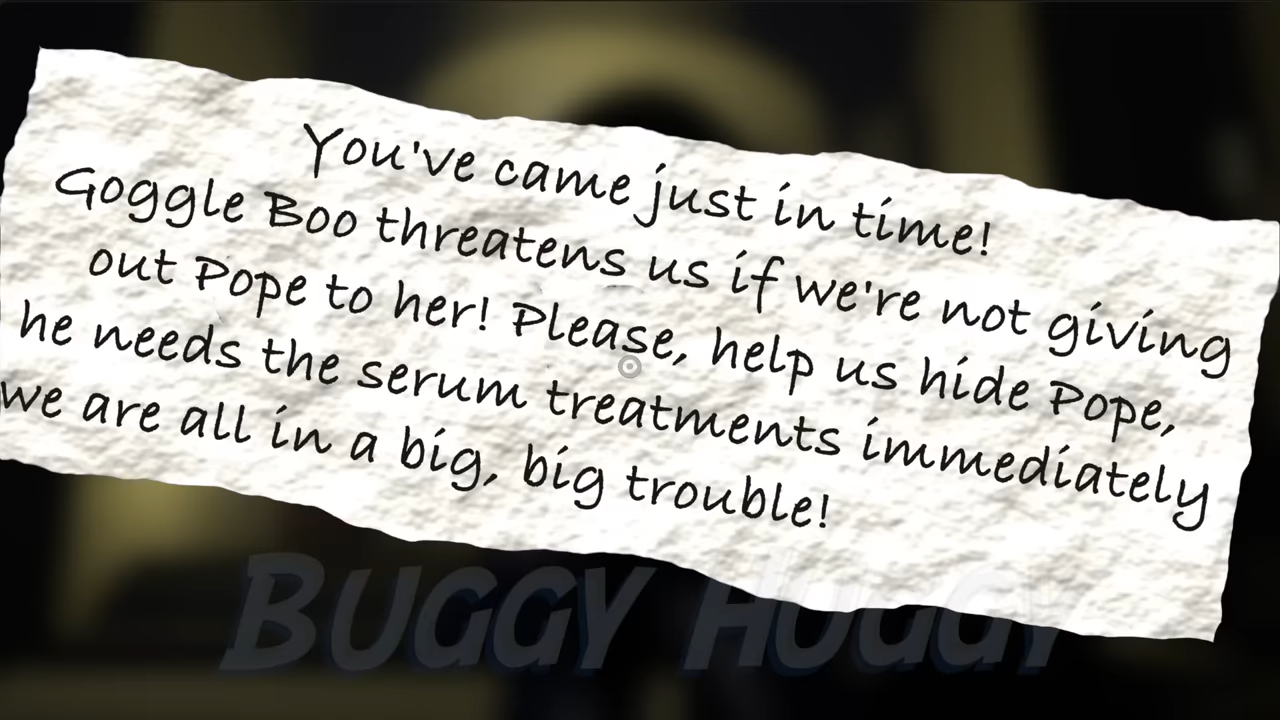 You've came just in time!
Goggle Boo threatens us if we're not giving
out Pope to her! Please, help us hide Pope,
he needs the serum treatments immediately
we are all in a big, big trouble!
BUGGY HUGGY